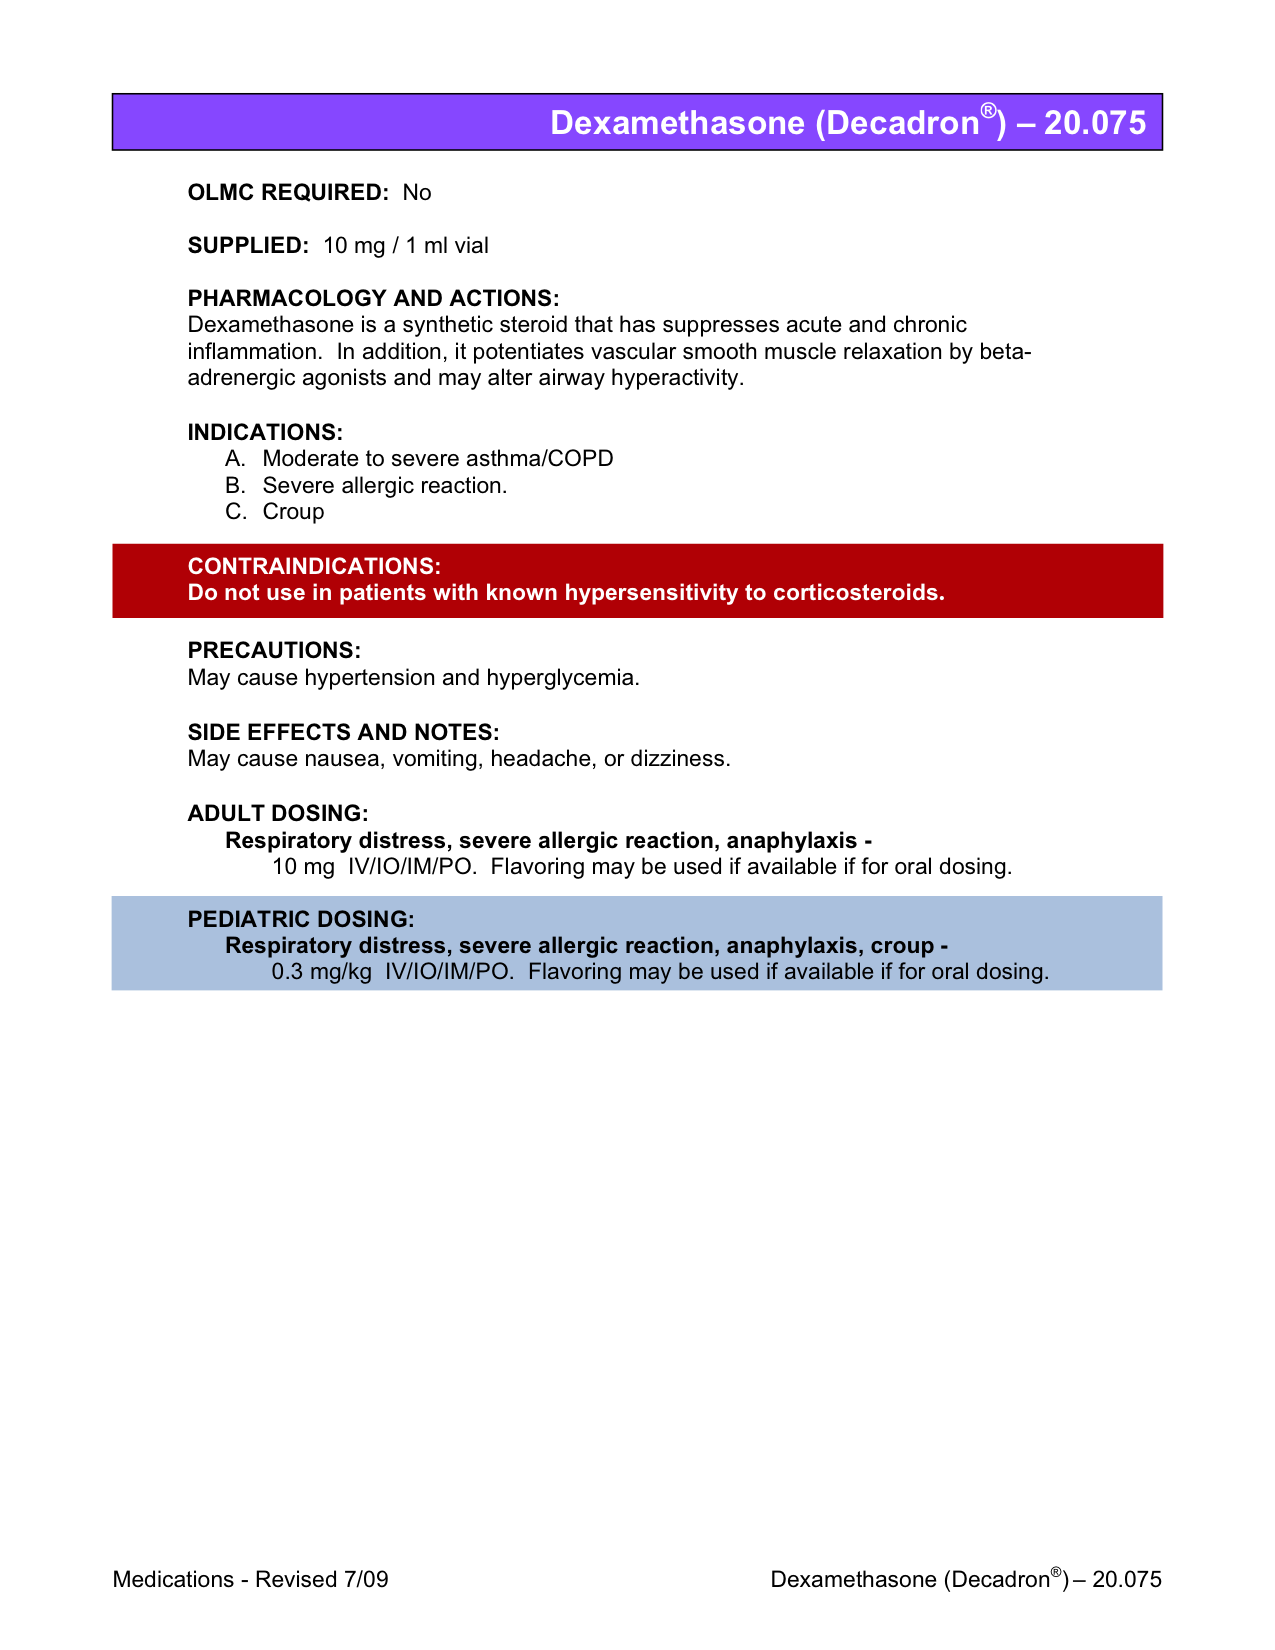 Dexamethasone (Decadron®) – 20.075
OLMC REQUIRED: No
SUPPLIED: 10 mg / 1 ml vial
PHARMACOLOGY AND ACTIONS:
Dexamethasone is a synthetic steroid that has suppresses acute and chronic
inflammation. In addition, it potentiates vascular smooth muscle relaxation by beta-
adrenergic agonists and may alter airway hyperactivity.
INDICATIONS:
A. Moderate to severe asthma/COPD
B. Severe allergic reaction.
C. Croup
CONTRAINDICATIONS:
Do not use in patients with known hypersensitivity to corticosteroids.
PRECAUTIONS:
May cause hypertension and hyperglycemia.
SIDE EFFECTS AND NOTES:
May cause nausea, vomiting, headache, or dizziness.
ADULT DOSING:
Respiratory distress, severe allergic reaction, anaphylaxis -
10 mg IV/IO/IM/PO. Flavoring may be used if available if for oral dosing.
PEDIATRIC DOSING:
Respiratory distress, severe allergic reaction, anaphylaxis, croup -
0.3 mg/kg IV/IO/IM/PO. Flavoring may be used if available if for oral dosing.
Medications - Revised 7/09 Dexamethasone (Decadron®) – 20.075